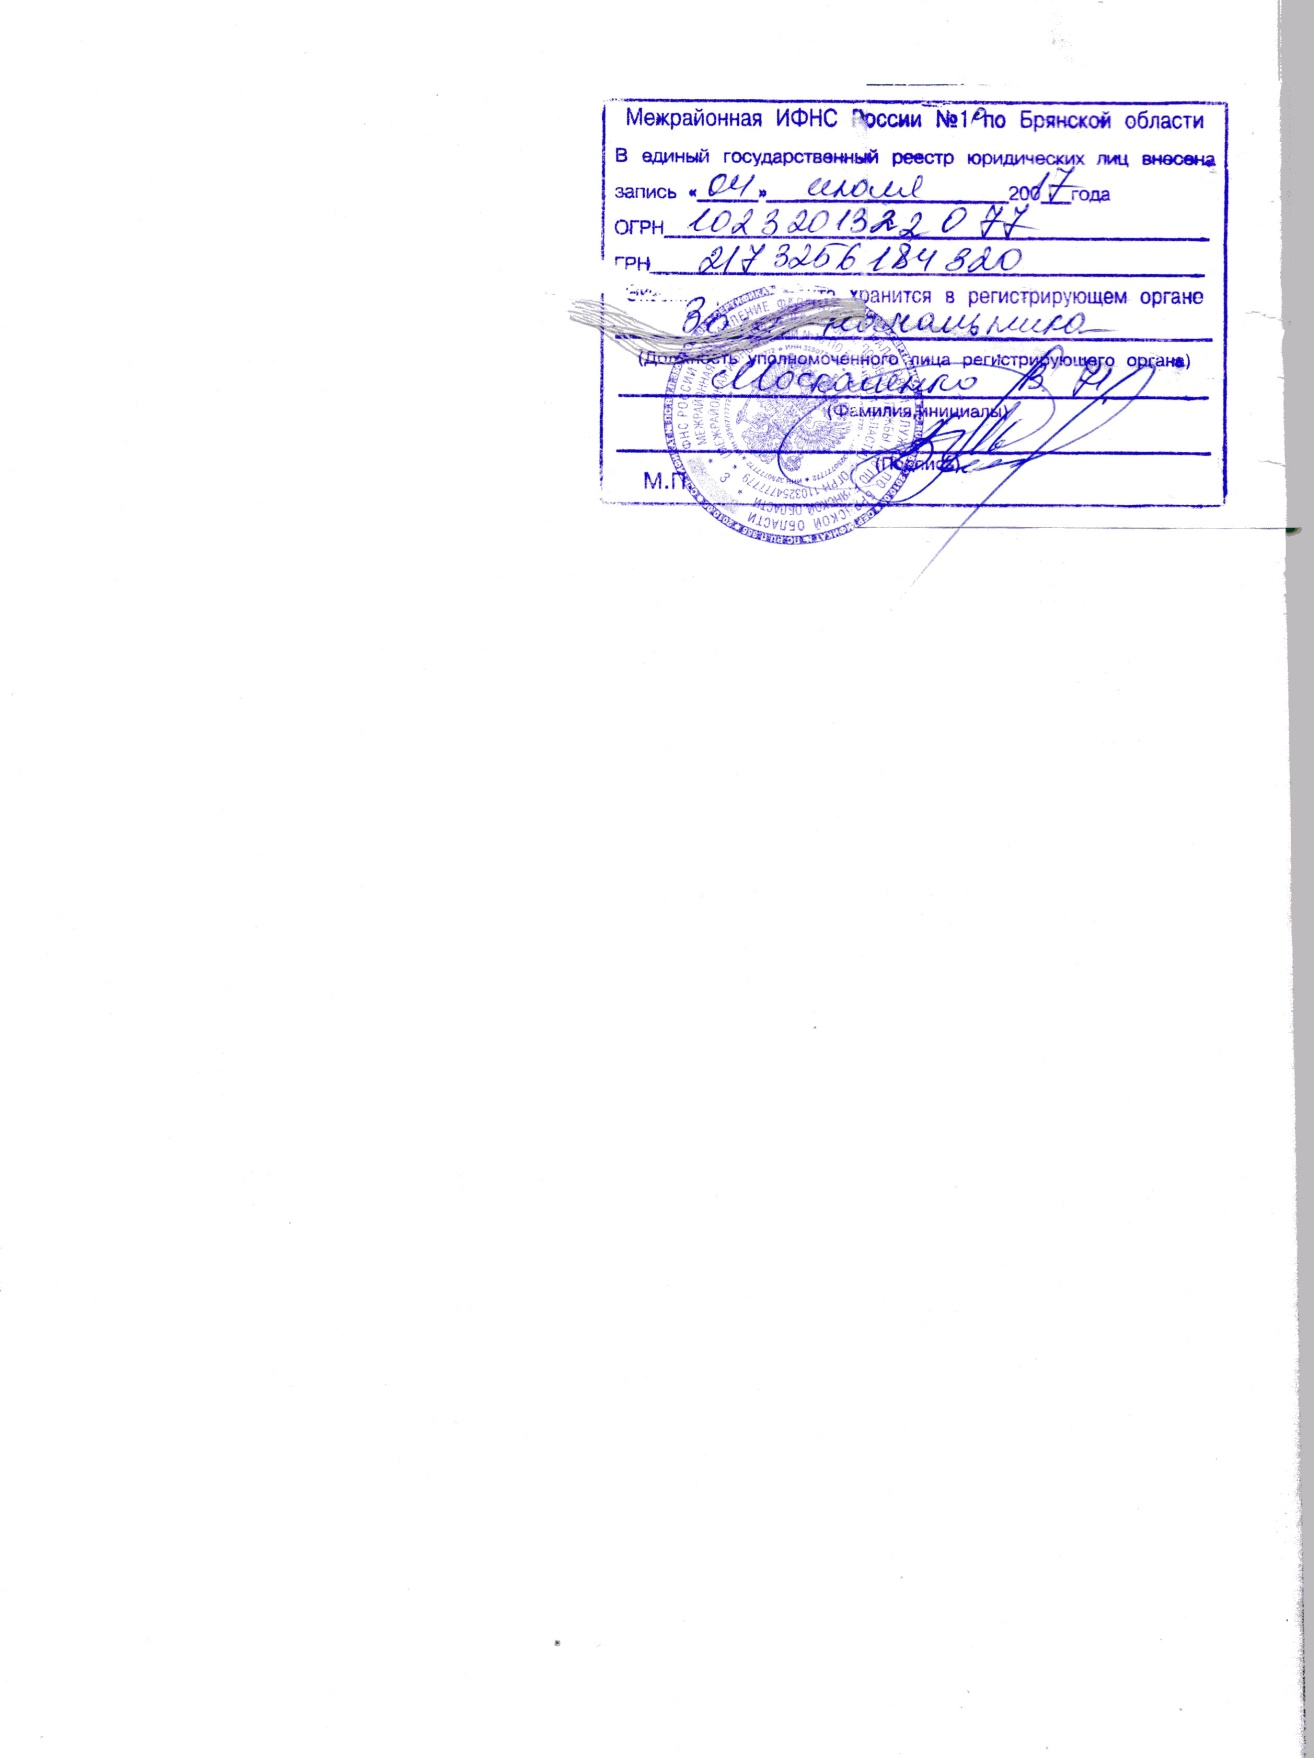 Межрайонная ИФНС России №10 по Брянской области
В единый государственный реестр юридических лиц внесена
запись «04» июля 2017 года
ОГРН 1023201322077
ГРН 2173256184320
хранится в регистрирующем органе
начальника
(Должность уполномоченного лица регистрирующего органа)
Москаленко В Н
(Фамилия, инициалы)
(Подпись)
М.П